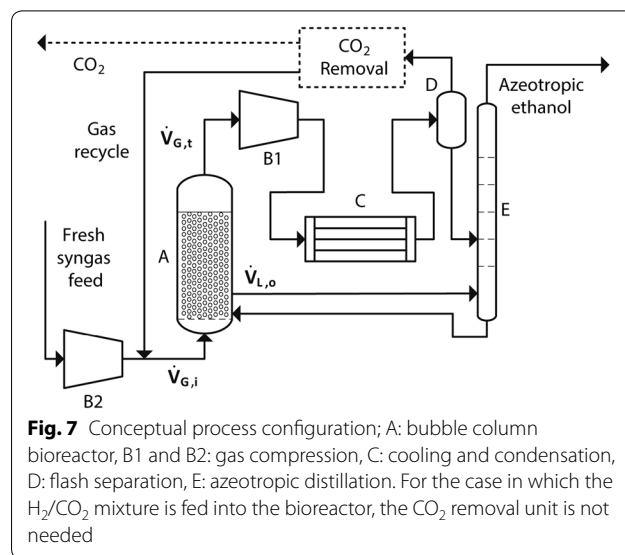 CO₂
Removal
CO₂
D
Azeotropic
ethanol
Gas
recycle
V̇G,t
B1
C
E
A
Fresh
syngas
feed
V̇L,o
B2
V̇G,i
Fig. 7 Conceptual process configuration; A: bubble column
bioreactor, B1 and B2: gas compression, C: cooling and condensation,
D: flash separation, E: azeotropic distillation. For the case in which the
H₂/CO₂ mixture is fed into the bioreactor, the CO₂ removal unit is not
needed